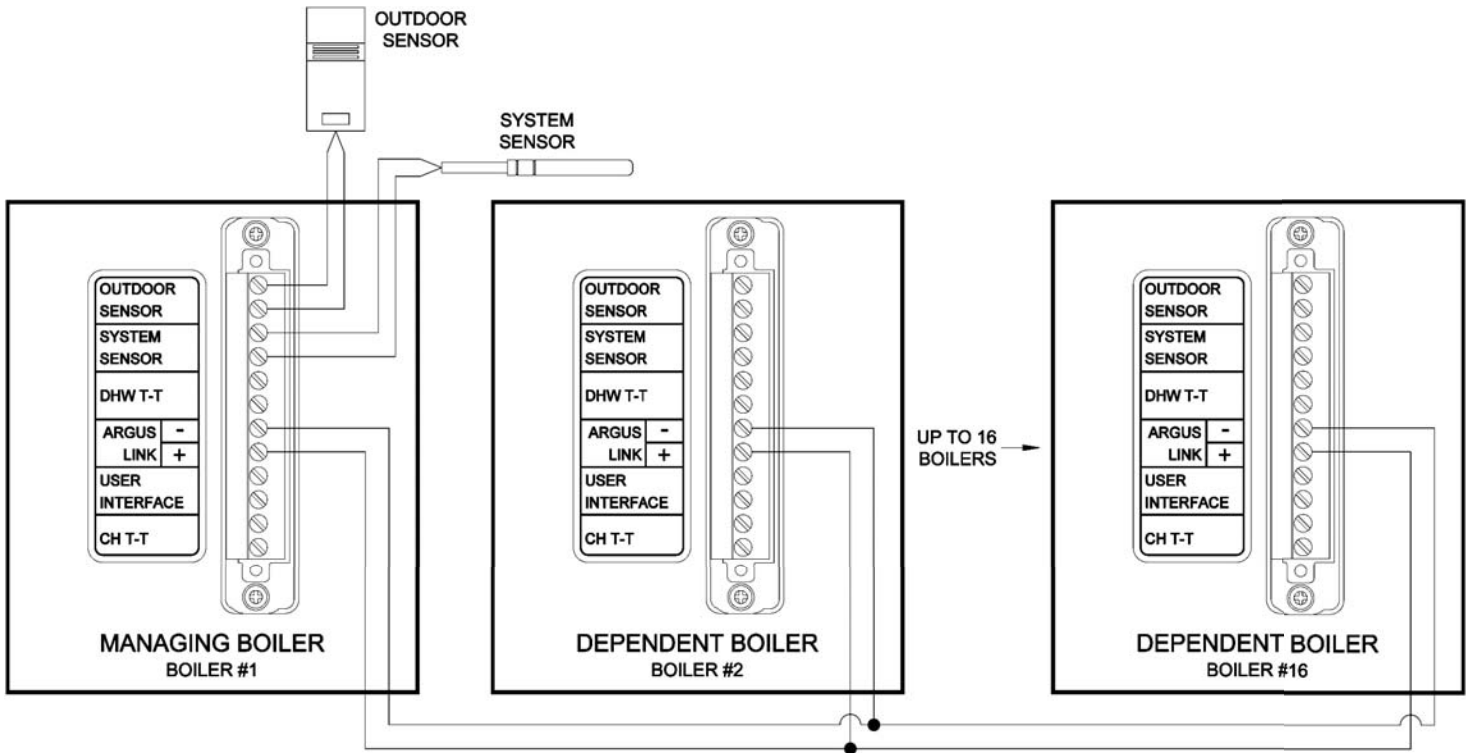 OUTDOOR
SENSOR
SYSTEM
SENSOR
OUTDOOR
SENSOR
SYSTEM
SENSOR
DHW T-T
ARGUS -
LINK +
USER
INTERFACE
CH T-T
MANAGING BOILER
BOILER #1
OUTDOOR
SENSOR
SYSTEM
SENSOR
DHW T-T
ARGUS -
LINK +
USER
INTERFACE
CH T-T
DEPENDENT BOILER
BOILER #2
UP TO 16
BOILERS
OUTDOOR
SENSOR
SYSTEM
SENSOR
DHW T-T
ARGUS -
LINK +
USER
INTERFACE
CH T-T
DEPENDENT BOILER
BOILER #16